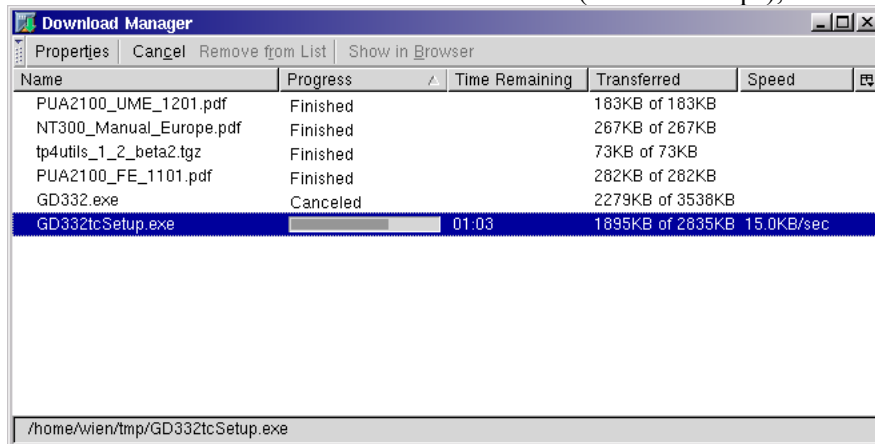 Download Manager
Properties Cancel Remove from List Show in Browser
Name Progress Time Remaining Transferred Speed
PUA2100_UME_1201.pdf Finished 183KB of 183KB
NT300_Manual_Europe.pdf Finished 267KB of 267KB
tp4utils_1_2_beta2.tgz Finished 73KB of 73KB
PUA2100_FE_1101.pdf Finished 282KB of 282KB
GD332.exe Canceled 2279KB of 3538KB
GD332tcSetup.exe 01:03 1895KB of 2835KB 15.0KB/sec
/home/wien/tmp/GD332tcSetup.exe